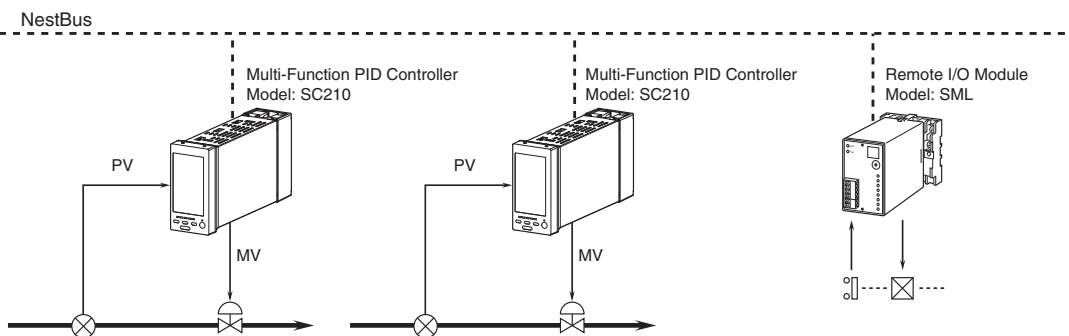 NestBus
Multi-Function PID Controller
Model: SC210
Multi-Function PID Controller
Model: SC210
Remote I/O Module
Model: SML
PV
PV
MV
MV